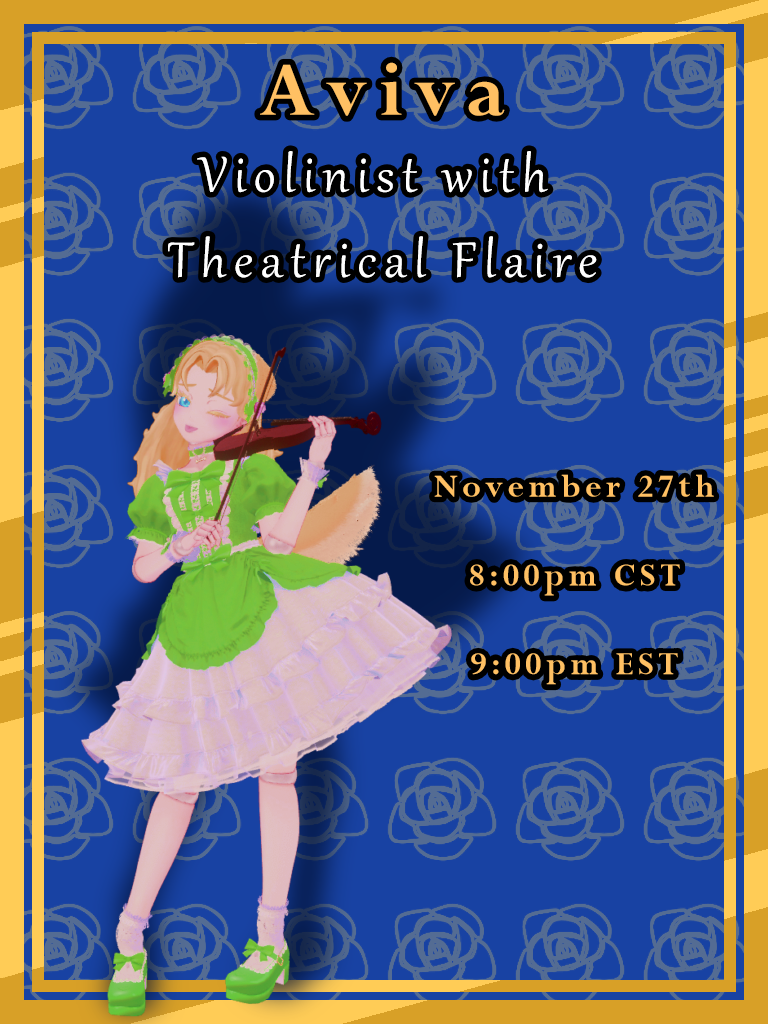 Aviva
Violinist with
Theatrical Flaire
November 27th
8:00pm CST
9:00pm EST